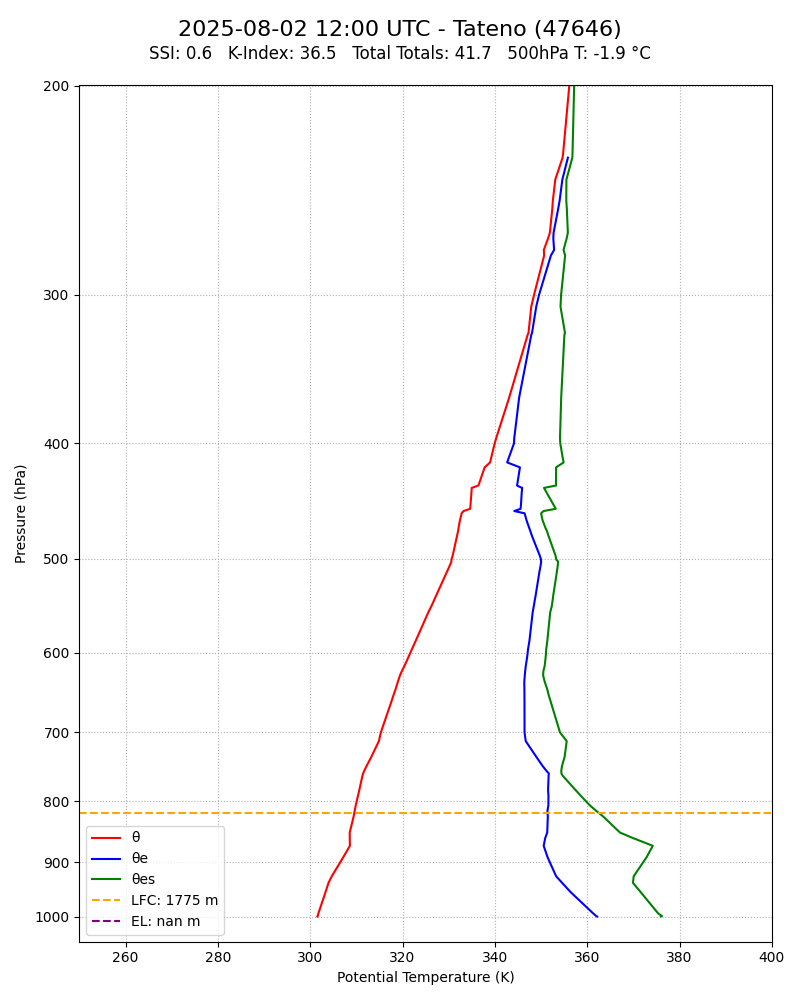 2025-08-02 12:00 UTC - Tateno (47646)
SSI: 0.6   K-Index: 36.5   Total Totals: 41.7   500hPa T: -1.9 °C
200
300
400
500
600
700
800
900
1000
Pressure (hPa)
θ
θe
θes
LFC: 1775 m
EL: nan m
260 280 300 320 340 360 380 400
Potential Temperature (K)